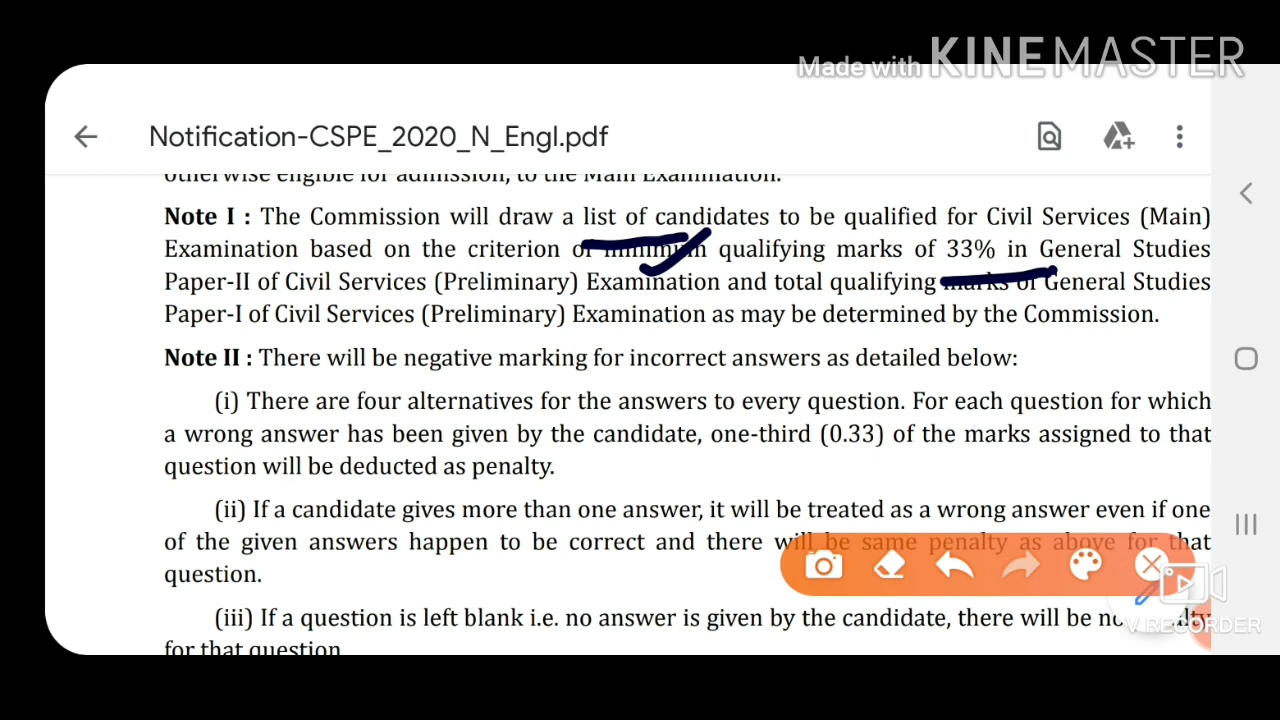 Made with KINEMASTER
Notification-CSPE_2020_N_Engl.pdf
otherwise eligible for admission, to the Main Examination.
Note I : The Commission will draw a list of candidates to be qualified for Civil Services (Main)
Examination based on the criterion of minimum qualifying marks of 33% in General Studies
Paper-II of Civil Services (Preliminary) Examination and total qualifying marks of General Studies
Paper-I of Civil Services (Preliminary) Examination as may be determined by the Commission.
Note II : There will be negative marking for incorrect answers as detailed below:
(i) There are four alternatives for the answers to every question. For each question for which
a wrong answer has been given by the candidate, one-third (0.33) of the marks assigned to that
question will be deducted as penalty.
(ii) If a candidate gives more than one answer, it will be treated as a wrong answer even if one
of the given answers happen to be correct and there will be same penalty as above for that
question.
(iii) If a question is left blank i.e. no answer is given by the candidate, there will be no
V RECORDER
for that question